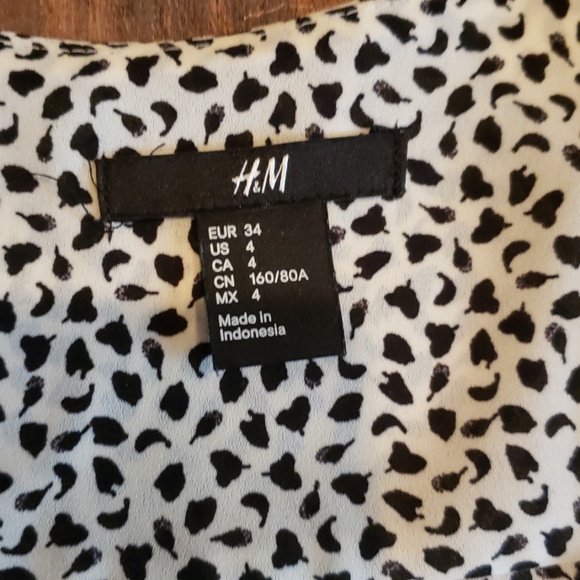 H&M
EUR 34
US 4
CA 4
CN 160/80A
MX 4
Made in
Indonesia